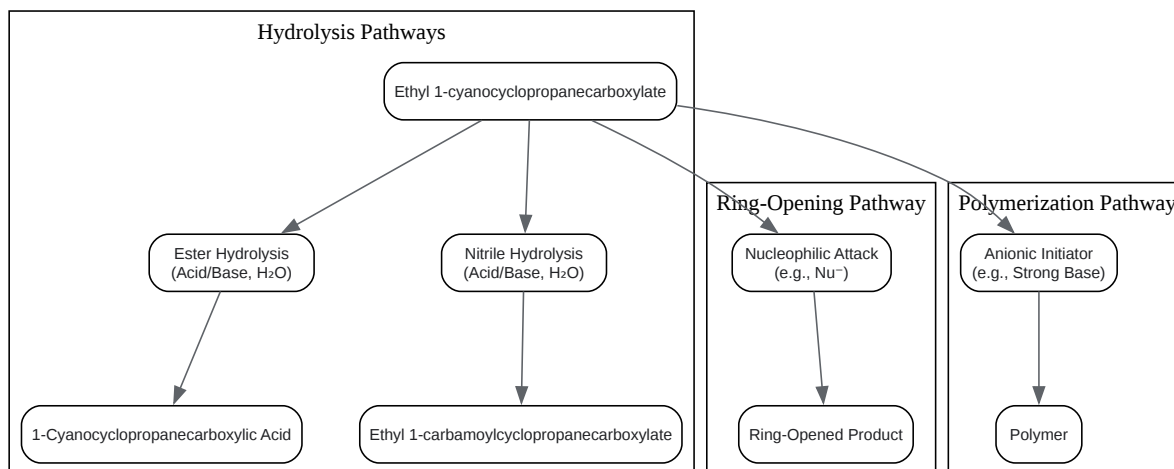 Hydrolysis Pathways
Ethyl 1-cyanocyclopropanecarboxylate
Ring-Opening Pathway
Polymerization Pathway
Ester Hydrolysis
(Acid/Base, H₂O)
Nitrile Hydrolysis
(Acid/Base, H₂O)
Nucleophilic Attack
(e.g., Nu⁻)
Anionic Initiator
(e.g., Strong Base)
1-Cyanocyclopropanecarboxylic Acid
Ethyl 1-carbamoylcyclopropanecarboxylate
Ring-Opened Product
Polymer